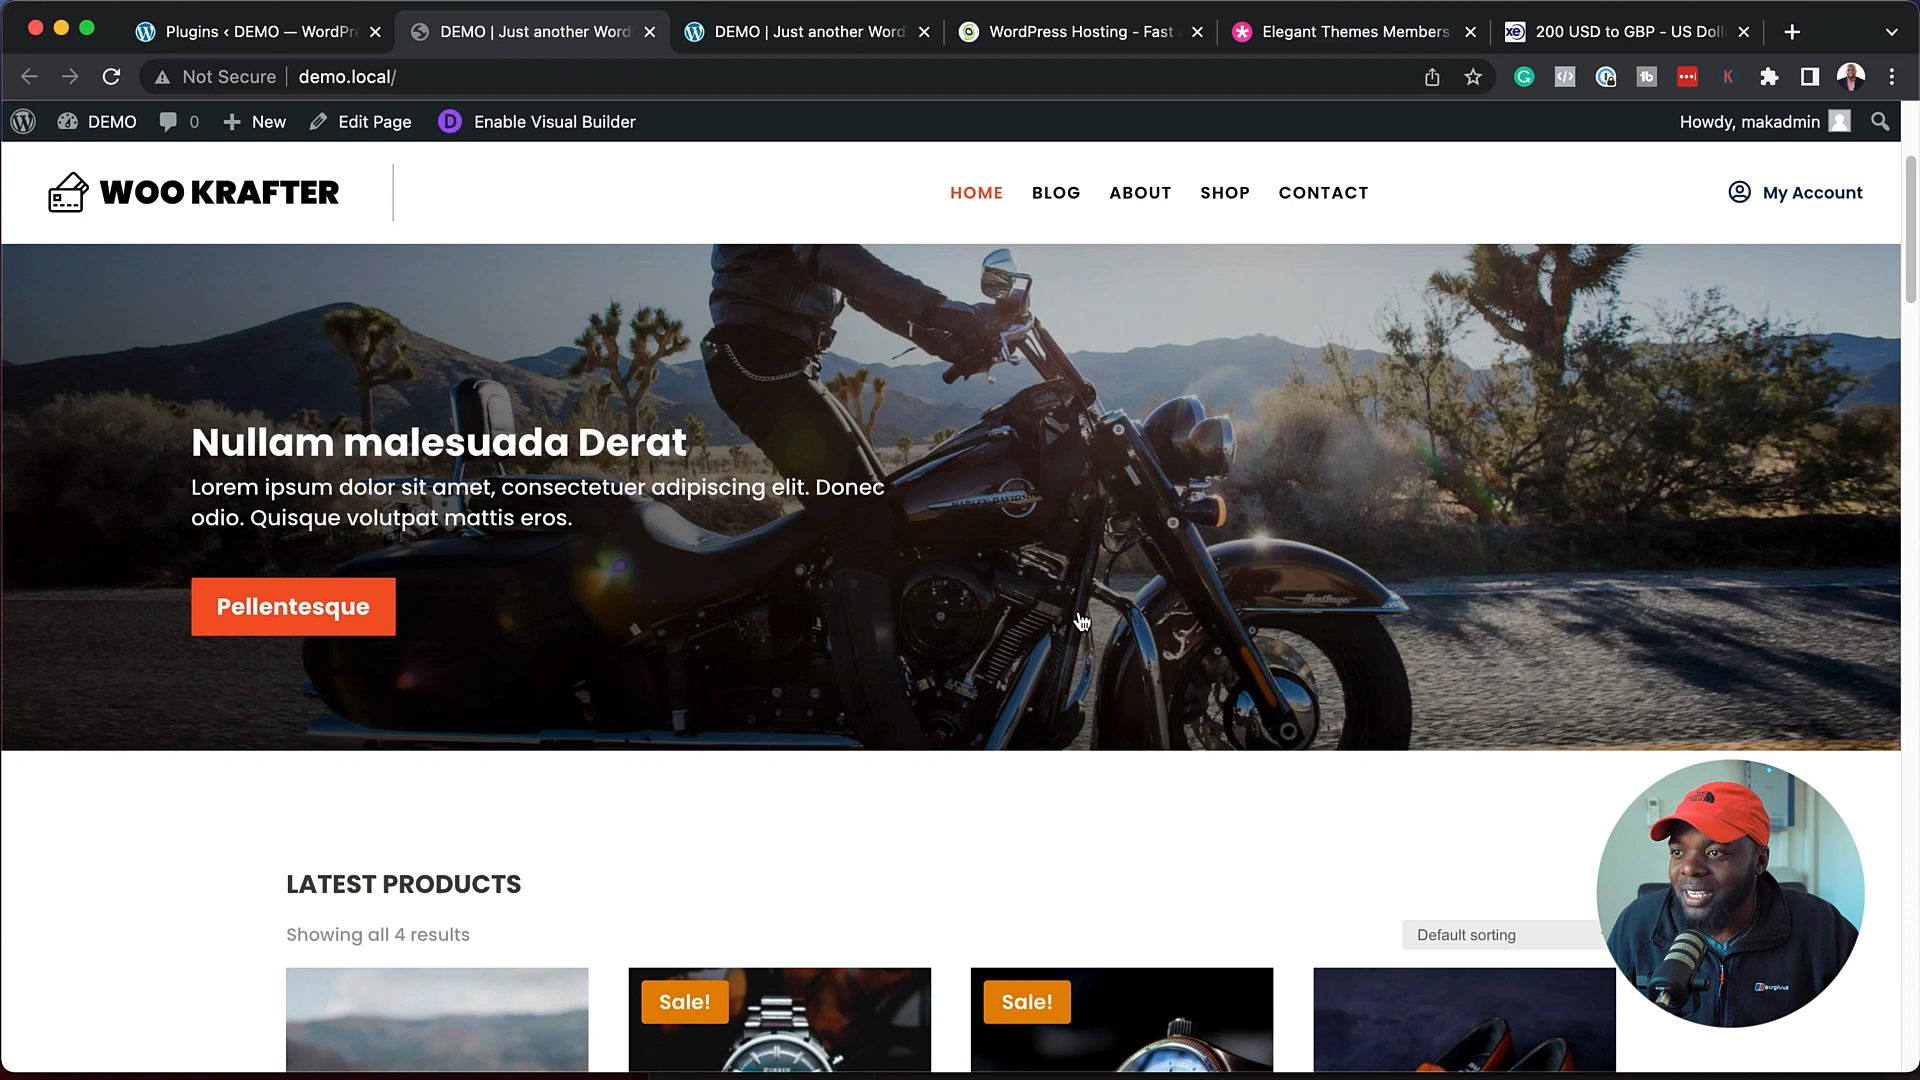 Plugins ‹ DEMO — WordPr
DEMO | Just another Word
DEMO | Just another Word
WordPress Hosting - Fast
Elegant Themes Members
xe 200 USD to GBP - US Doll
Not Secure demo.local/
DEMO 0 New Edit Page D Enable Visual Builder Howdy, makadmin
WOO KRAFTER HOME BLOG ABOUT SHOP CONTACT My Account
Nullam malesuada Derat
Lorem ipsum dolor sit amet, consectetuer adipiscing elit. Donec
odio. Quisque volutpat mattis eros.
Pellentesque
LATEST PRODUCTS
Showing all 4 results
Default sorting
Sale!
Sale!